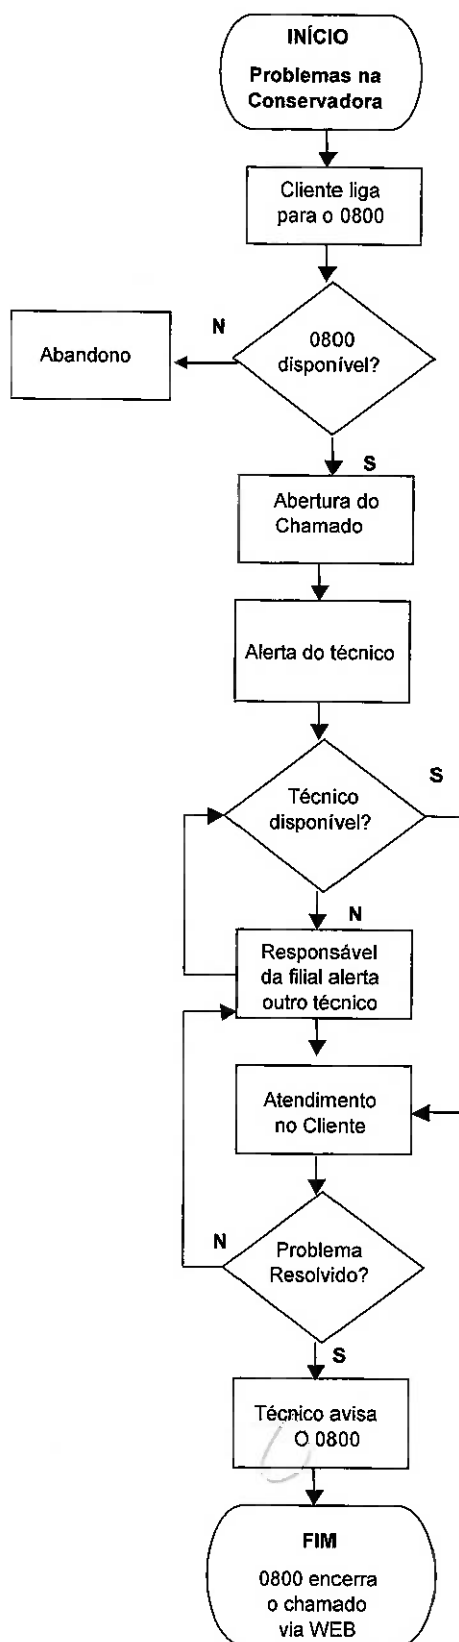 INÍCIO
Problemas na
Conservadora
Cliente liga
para o 0800
N
0800
disponível?
Abandono
S
Abertura do
Chamado
Alerta do técnico
S
Técnico
disponível?
N
Responsável
da filial alerta
outro técnico
Atendimento
no Cliente
N
Problema
Resolvido?
S
Técnico avisa
O 0800
FIM
0800 encerra
o chamado
via WEB